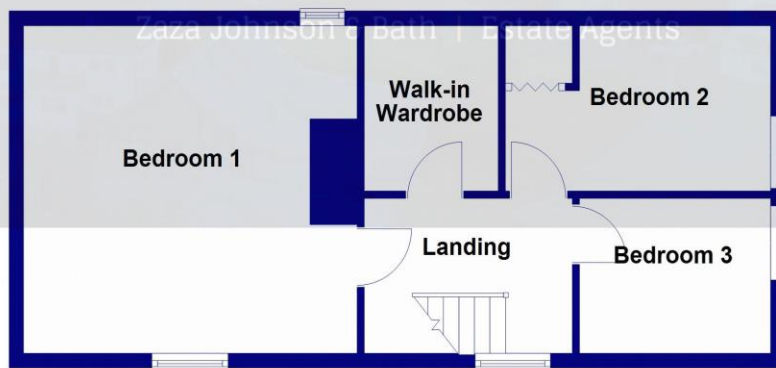 Zaza Johnson & Bath | Estate Agents
Walk-in
Wardrobe
Bedroom 2
Bedroom 1
Landing
Bedroom 3